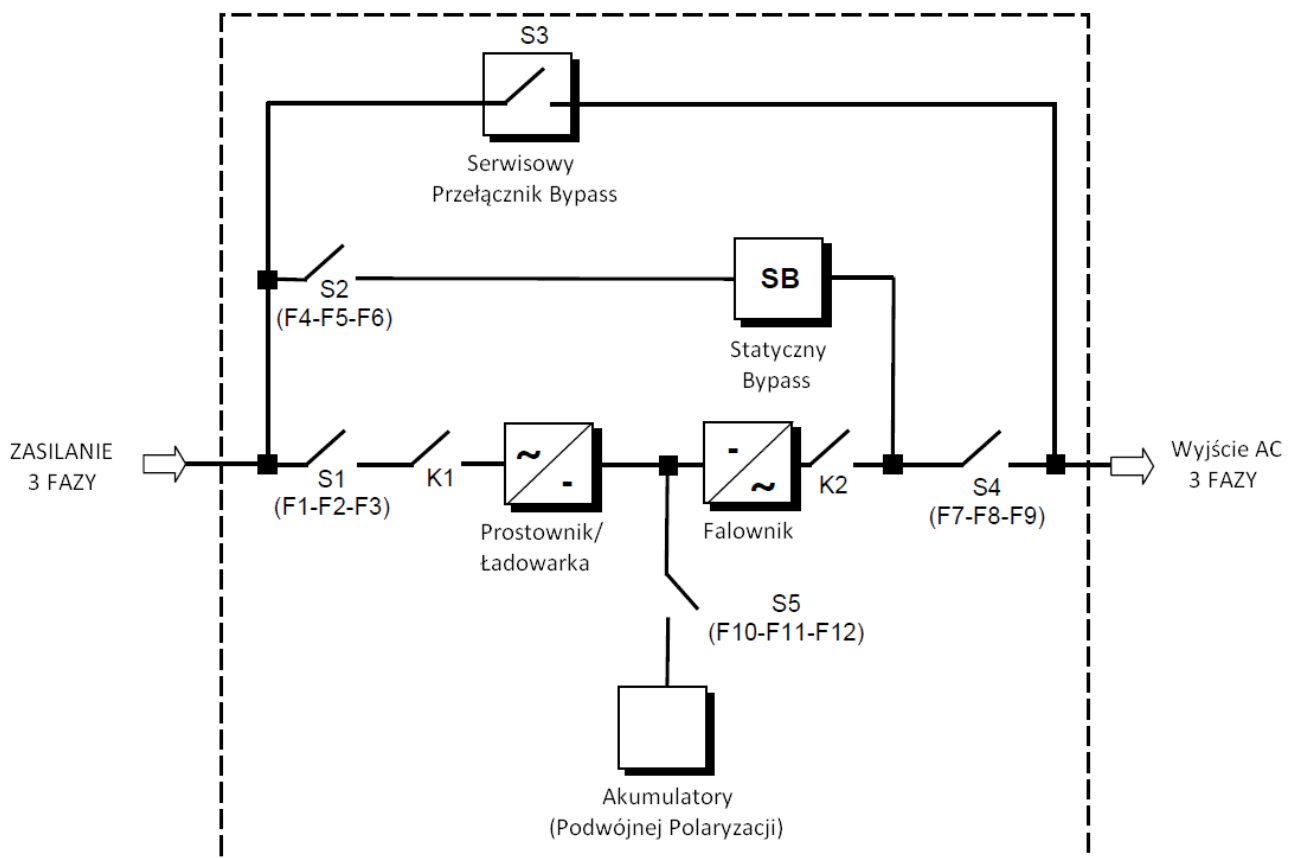 S3
Serwisowy
Przełącznik Bypass
S2
(F4-F5-F6)
SB
Statyczny
Bypass
ZASILANIE
3 FAZY
S1
(F1-F2-F3)
K1
~
-
Prostownik/
Ładowarka
-
~
Falownik
K2
S4
(F7-F8-F9)
Wyjście AC
3 FAZY
S5
(F10-F11-F12)
Akumulatory
(Podwójnej Polaryzacji)